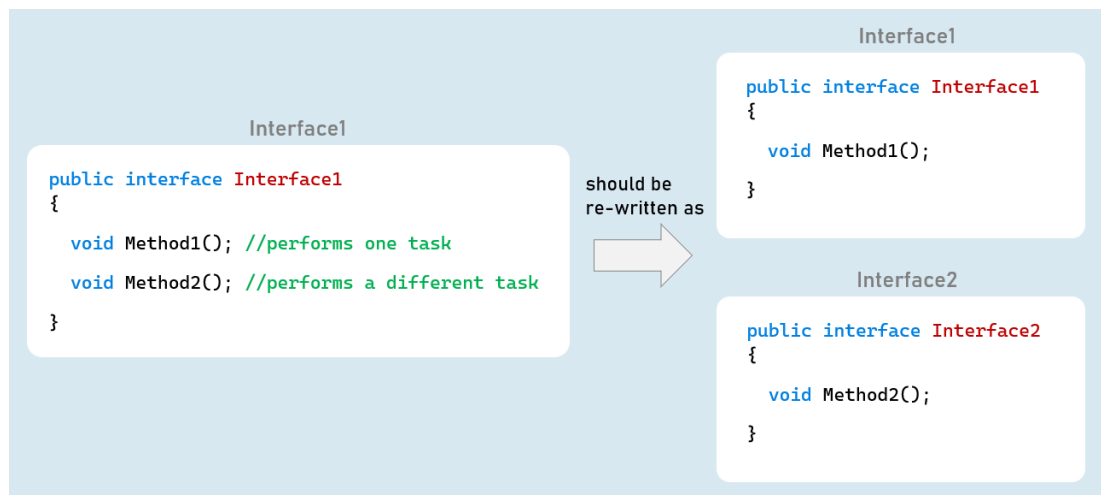 Interface1
public interface Interface1
{
void Method1(); //performs one task
void Method2(); //performs a different task
}
should be
re-written as
Interface1
public interface Interface1
{
void Method1();
}
Interface2
public interface Interface2
{
void Method2();
}